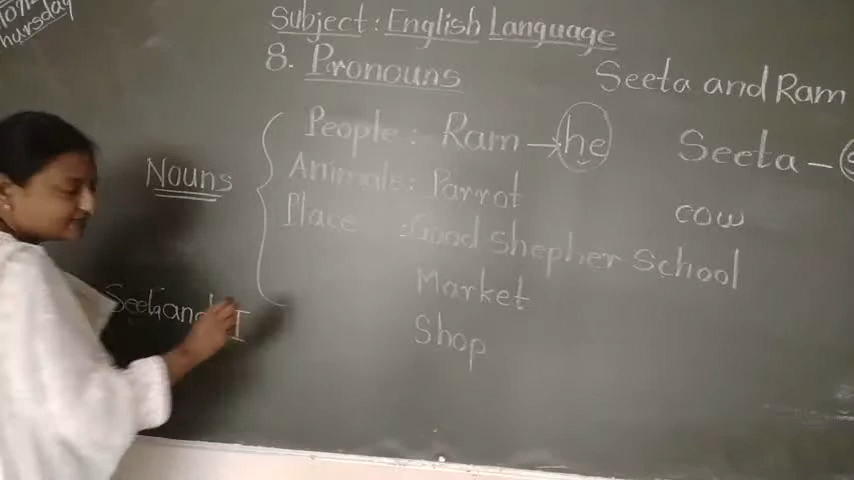 Thursday
Subject : English Language
8. Pronouns
Seeta and Ram
People : Ram → he
Seeta –
Nouns
Animals : Parrot
cow
Place : Good Shepher School
Market
Seeta and I
Shop